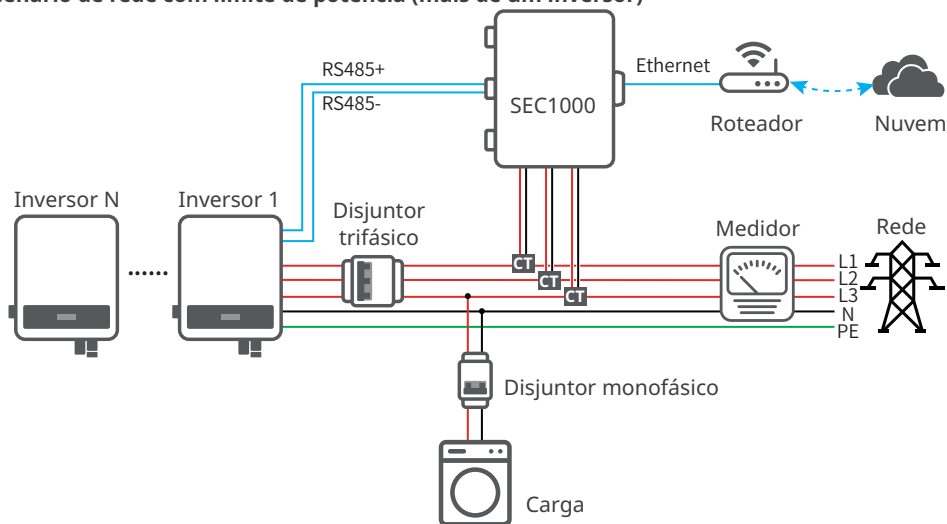 RS485+
RS485-
SEC1000
Ethernet
Roteador
Nuvem
Inversor N
Inversor 1
Disjuntor
trifásico
Medidor
Rede
CT
CT
CT
L1
L2
L3
N
PE
Disjuntor monofásico
Carga